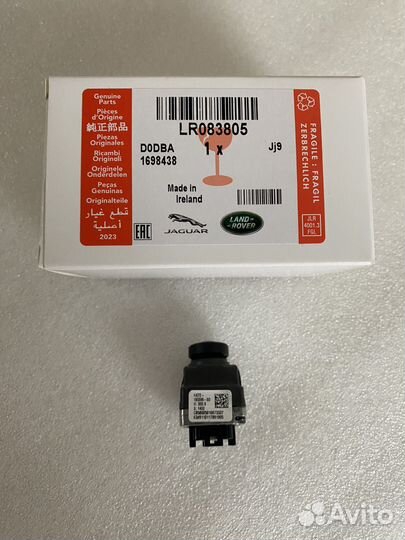 Genuine
Parts
Pièces
d'Origine
純正部品
Piezas
Originales
Ricambi
Originali
Originele
Onderdelen
Peças
Genuinas
Originalteile
قطع غيار
أصلية
2023
LR083805
D0DBA
1 x
Jj9
1698438
Made in
Ireland
EAC
JAGUAR
LAND-
ROVER
FRAGILE : FRAGIL
ZERBRECHLICH
JLR
4001.3
FGL
Avito